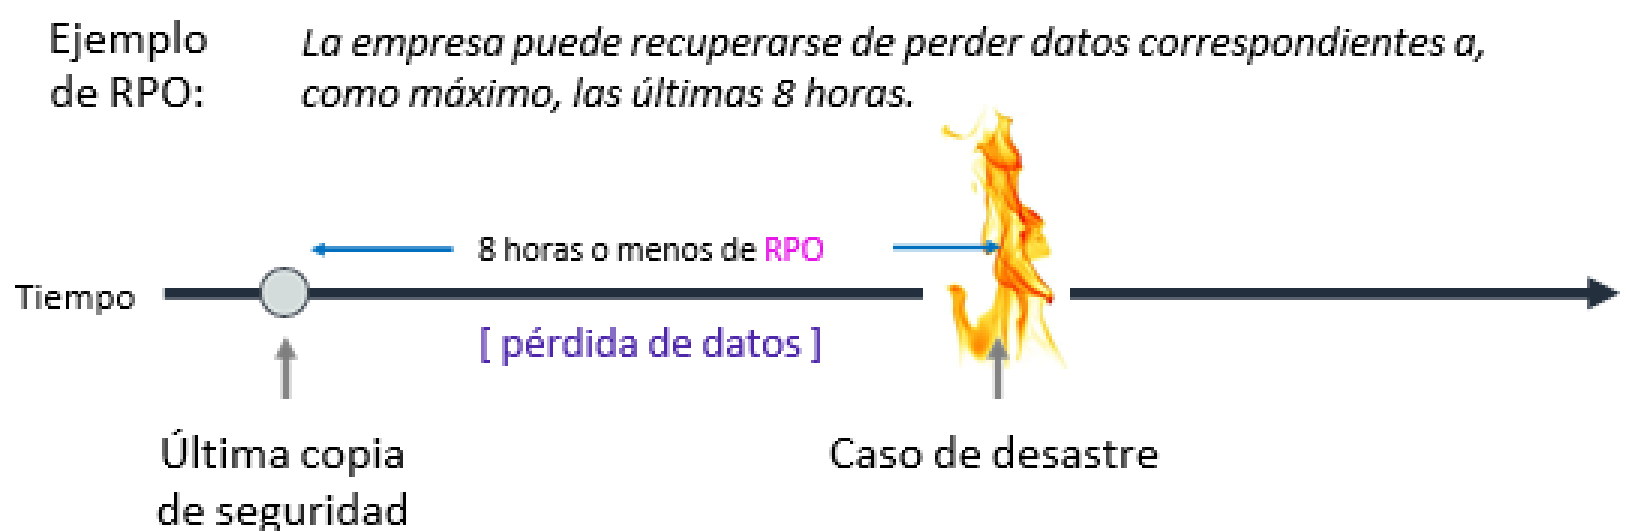 Ejemplo
de RPO:
La empresa puede recuperarse de perder datos correspondientes a,
como máximo, las últimas 8 horas.
8 horas o menos de RPO
Tiempo
[ pérdida de datos ]
Última copia
de seguridad
Caso de desastre